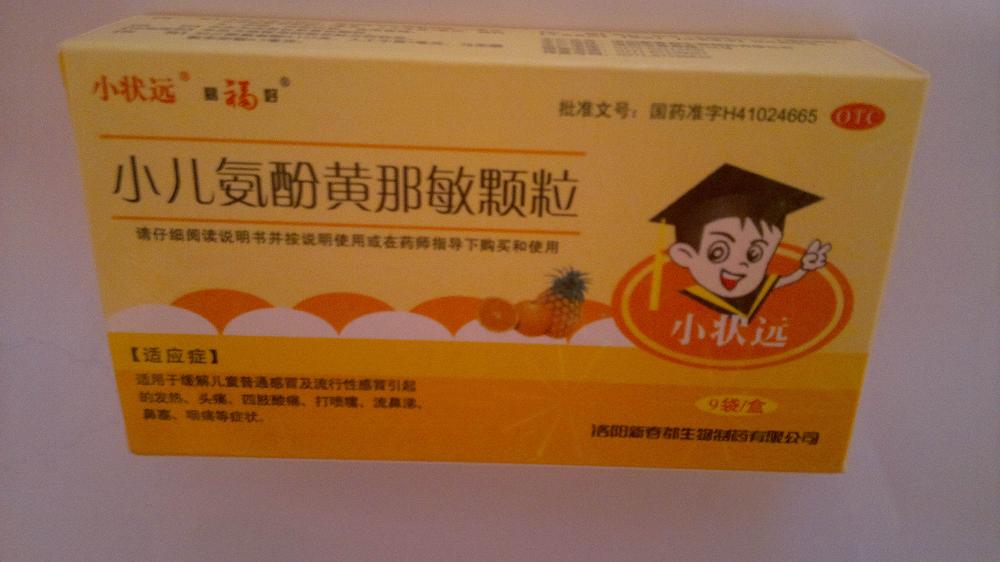 小状远® 福 ®
批准文号：国药准字H41024665 OTC
小儿氨酚黄那敏颗粒
请仔细阅读说明书并按说明使用或在药师指导下购买和使用
小状远
【适应症】
适用于缓解儿童普通感冒及流行性感冒引起
的发热、头痛、四肢酸痛、打喷嚏、流鼻涕、
鼻塞、咽痛等症状。
9袋/盒
洛阳新春都生物制药有限公司